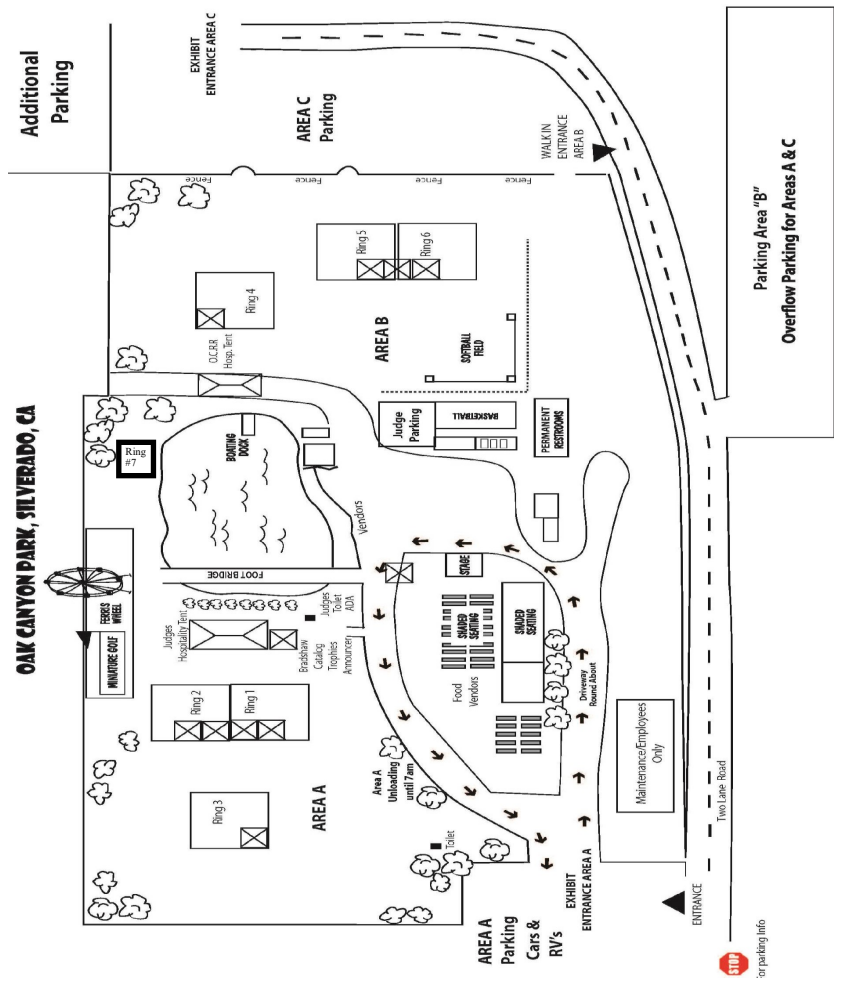 OAK CANYON PARK, SILVERADO, CA
Additional
Parking
EXHIBIT
ENTRANCE AREA C
AREA C
Parking
WALK IN
ENTRANCE
AREA B
Parking Area "B"
Overflow Parking for Areas A & C
Fence
Fence
Fence
Fence
Ring 5
Ring 6
Ring 4
O.C.R.R
Hosp. Tent
AREA B
SOFTBALL
FIELD
Judge
Parking
BASKETBALL
PERMANENT
RESTROOMS
Ring
#7
BOATING
DOCK
Vendors
FOOT BRIDGE
FERRIS
WHEEL
MINIATURE GOLF
Judges
Hospitality Tent
Judges
Toilet
ADA
Bradshaw
Catalog
Trophies
Announcer
STAGE
SHADED
SEATING
SHADED
SEATING
Food
Vendors
Driveway
Round About
Ring 2
Ring 1
Ring 3
AREA A
Area A
Unloading
until 7am
Toilet
Maintenance/Employees
Only
Two Lane Road
EXHIBIT
ENTRANCE AREA A
AREA A
Parking
Cars &
RV's
ENTRANCE
STOP
for parking Info